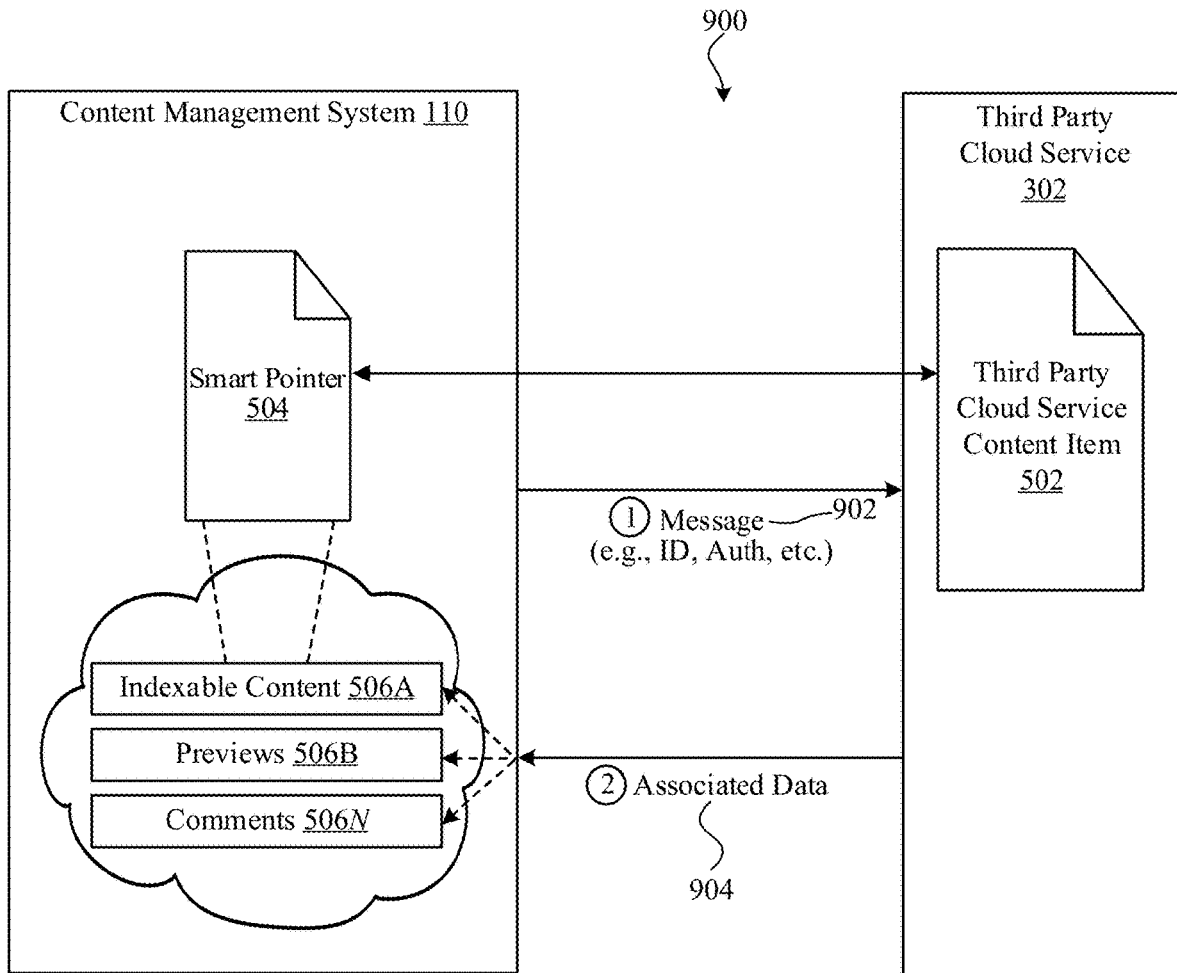 900
Content Management System 110
Third Party
Cloud Service
302
Smart Pointer
504
Third Party
Cloud Service
Content Item
502
1 Message 902
(e.g., ID, Auth, etc.)
Indexable Content 506A
Previews 506B
Comments 506N
2 Associated Data
904